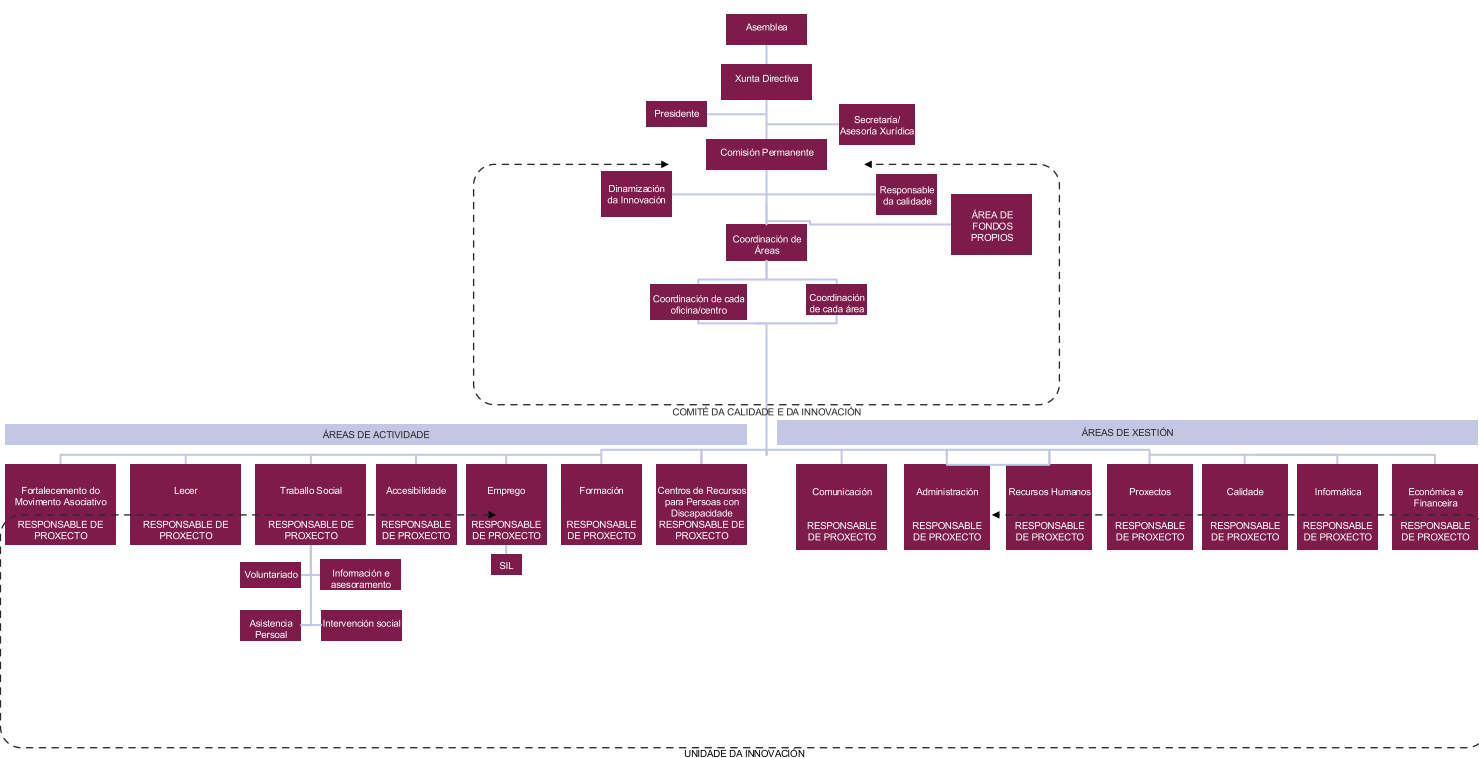 Asemblea
Xunta Directiva
Presidente
Secretaría/
Asesoría Xurídica
Comisión Permanente
Dinamización
da Innovación
Responsable
da calidade
ÁREA DE
FONDOS
PROPIOS
Coordinación de
Áreas
Coordinación de cada
oficina/centro
Coordinación
de cada área
COMITÉ DA CALIDADE E DA INNOVACIÓN
ÁREAS DE ACTIVIDADE
ÁREAS DE XESTIÓN
Fortalecemento do
Movimento Asociativo
RESPONSABLE DE
PROXECTO
Lecer
RESPONSABLE DE
PROXECTO
Traballo Social
RESPONSABLE DE
PROXECTO
Accesibilidade
RESPONSABLE
DE PROXECTO
Emprego
RESPONSABLE
DE PROXECTO
Formación
RESPONSABLE
DE PROXECTO
Centros de Recursos
para Persoas con
Discapacidade
RESPONSABLE DE
PROXECTO
Comunicación
RESPONSABLE
DE PROXECTO
Administración
RESPONSABLE
DE PROXECTO
Recursos Humanos
RESPONSABLE
DE PROXECTO
Proxectos
RESPONSABLE
DE PROXECTO
Calidade
RESPONSABLE
DE PROXECTO
Informática
RESPONSABLE
DE PROXECTO
Económica e
Financeira
RESPONSABLE
DE PROXECTO
Voluntariado
Información e
asesoramento
SIL
Asistencia
Persoal
Intervención social
UNIDADE DA INNOVACIÓN